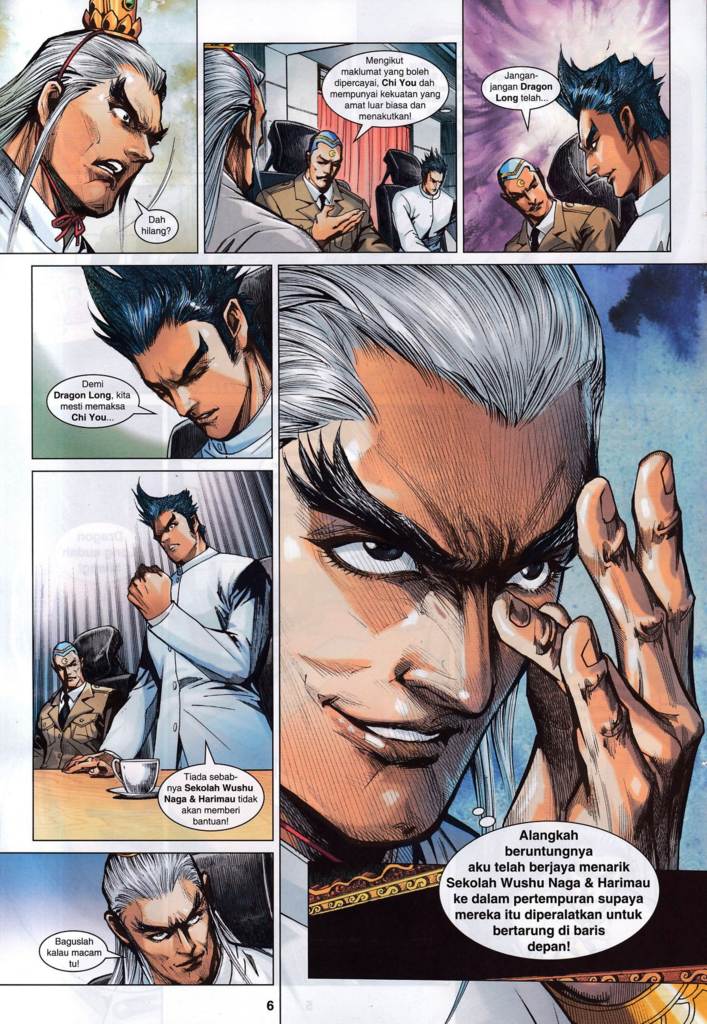 Dah
hilang?
Mengikut
maklumat yang boleh
dipercayai, Chi You dah
mempunyai kekuatan yang
amat luar biasa dan
menakutkan!
Jangan-
jangan Dragon
Long telah...
Demi
Dragon Long, kita
mesti memaksa
Chi You...
Tiada sebab-
nya Sekolah Wushu
Naga & Harimau tidak
akan memberi
bantuan!
Baguslah
kalau macam
tu!
Alangkah
beruntungnya
aku telah berjaya menarik
Sekolah Wushu Naga & Harimau
ke dalam pertempuran supaya
mereka itu diperalatkan untuk
bertarung di baris
depan!
6